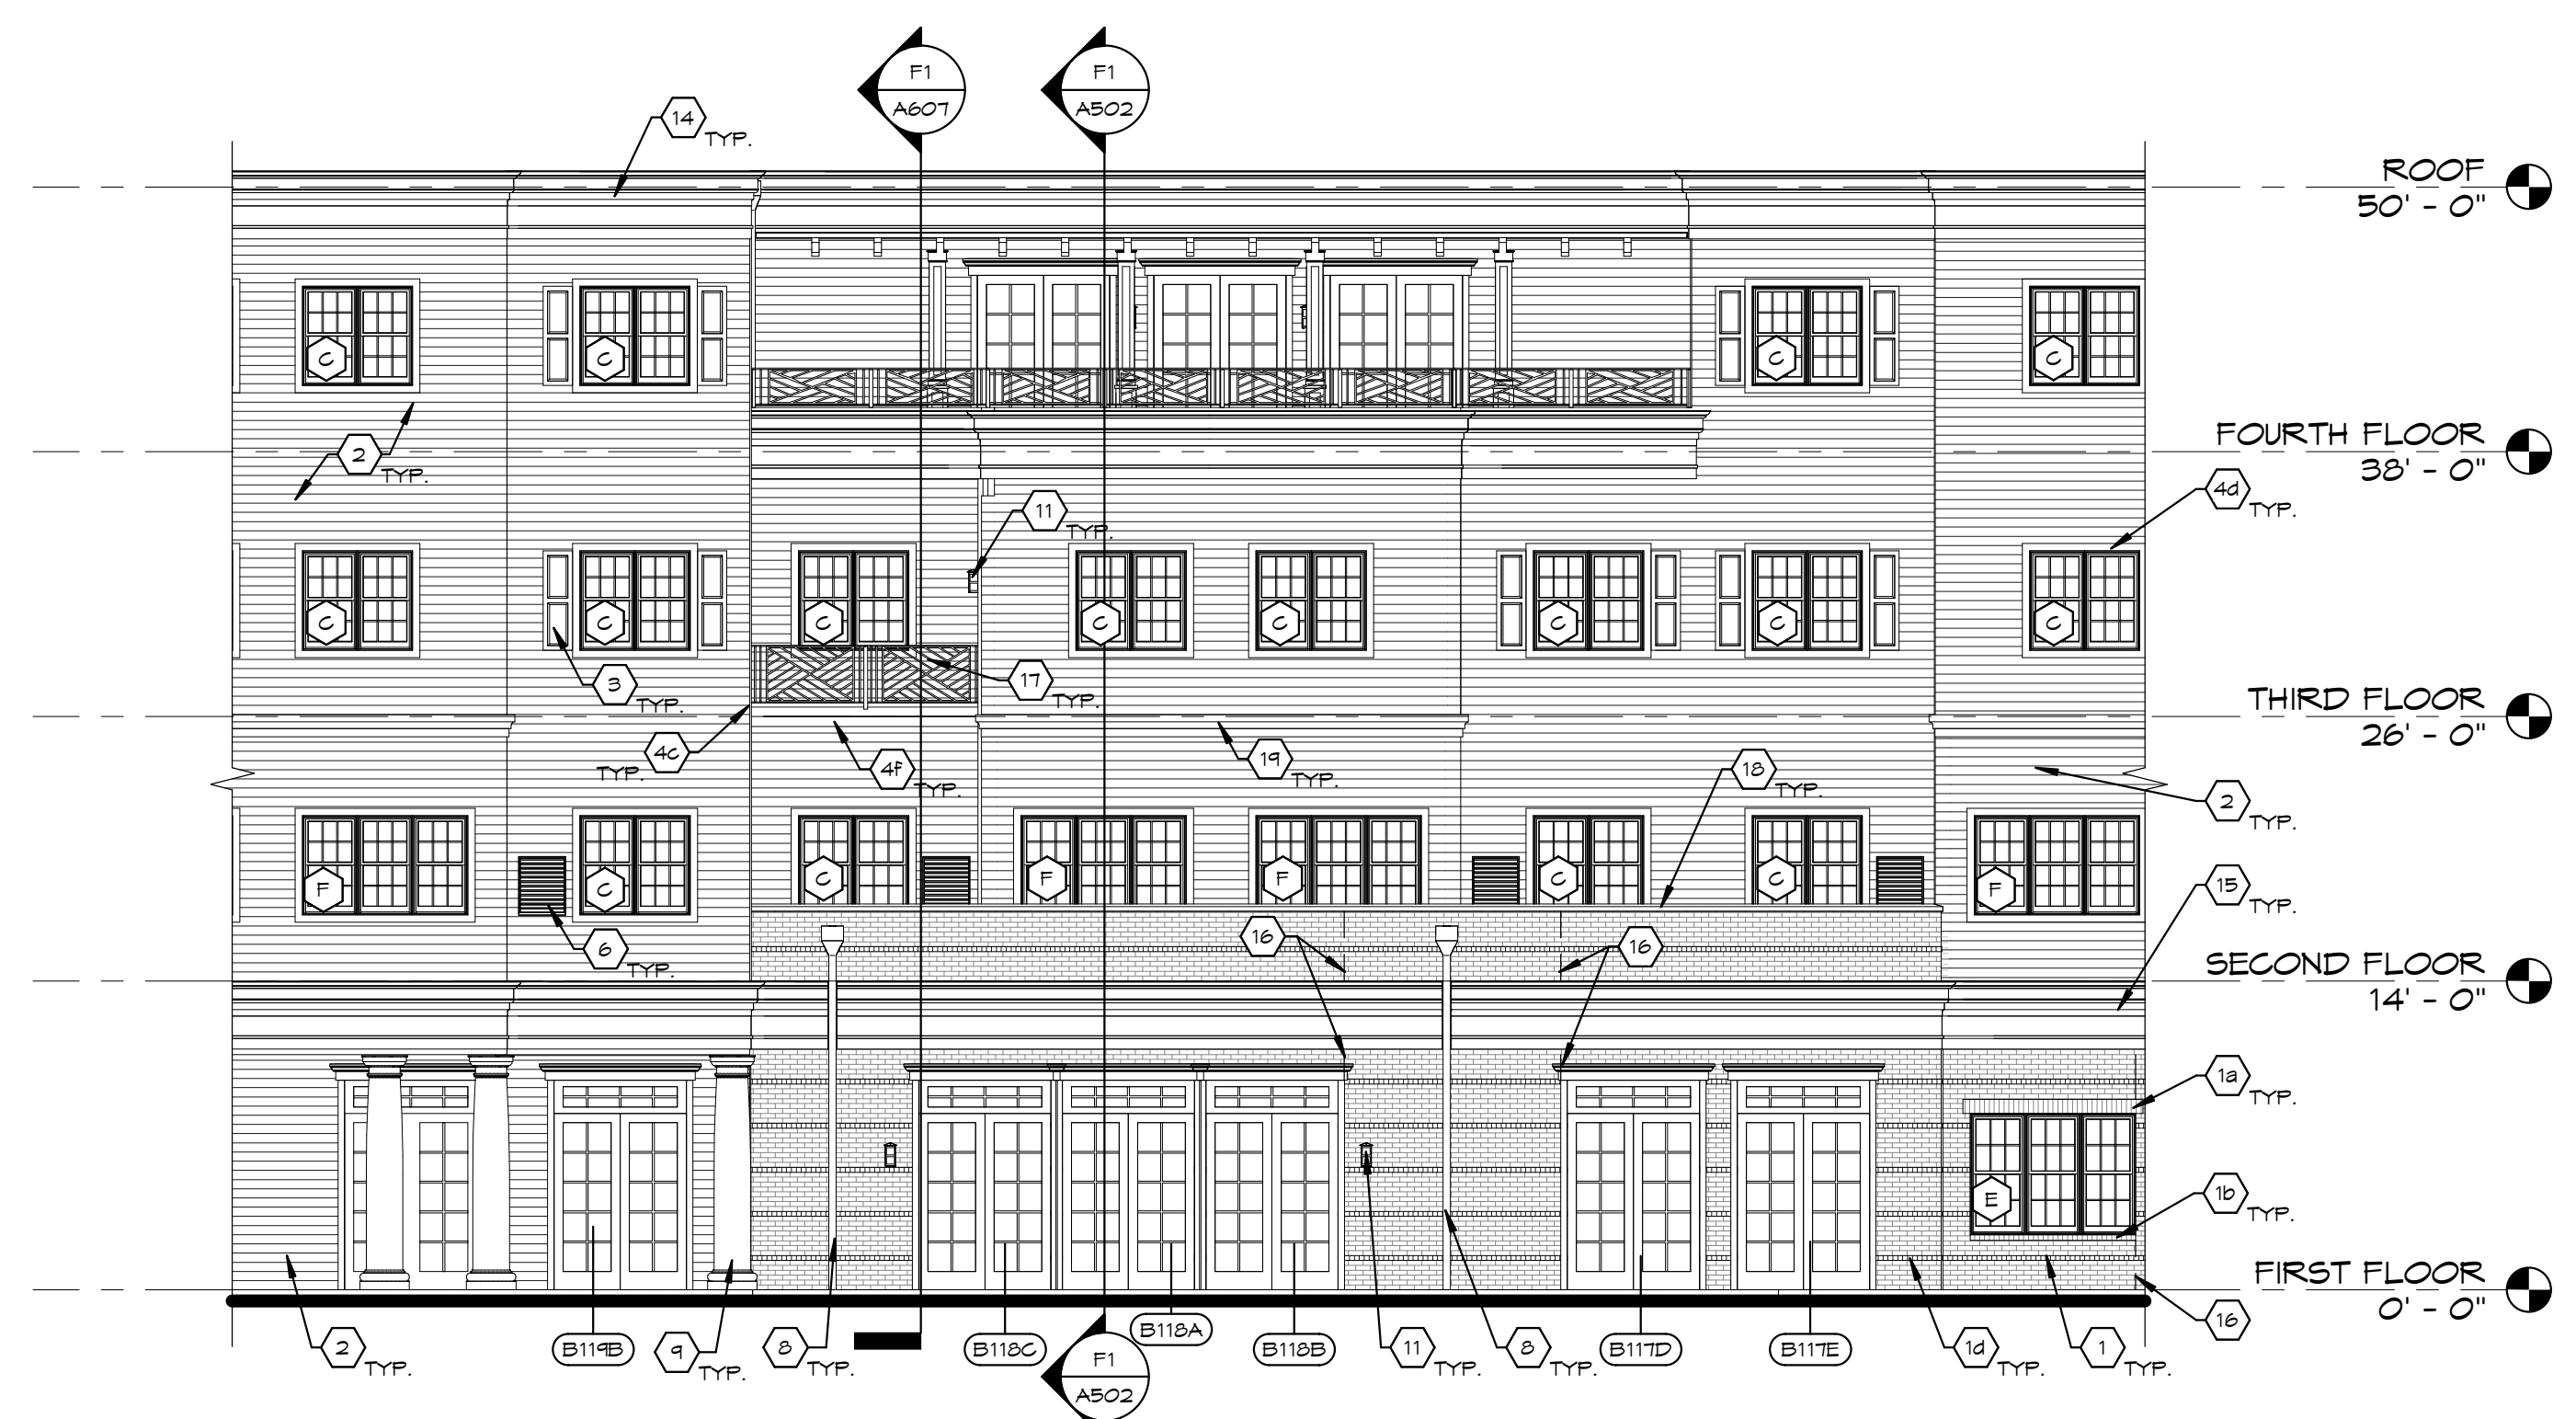 F1
A607
F1
A502
14
TYP.
ROOF
50' - 0"
C
C
C
C
2
TYP.
FOURTH FLOOR
38' - 0"
4d
TYP.
11
TYP.
C
C
C
C
C
C
C
C
3
TYP.
17
TYP.
THIRD FLOOR
26' - 0"
4c
TYP.
4f
TYP.
19
TYP.
18
TYP.
2
TYP.
F
C
C
F
F
C
C
F
15
TYP.
6
TYP.
16
16
SECOND FLOOR
14' - 0"
1a
TYP.
E
1b
TYP.
FIRST FLOOR
0' - 0"
16
2
TYP.
B119B
9
TYP.
8
TYP.
B118C
B118A
B118B
11
TYP.
8
TYP.
B117D
B117E
1d
TYP.
1
TYP.
F1
A502